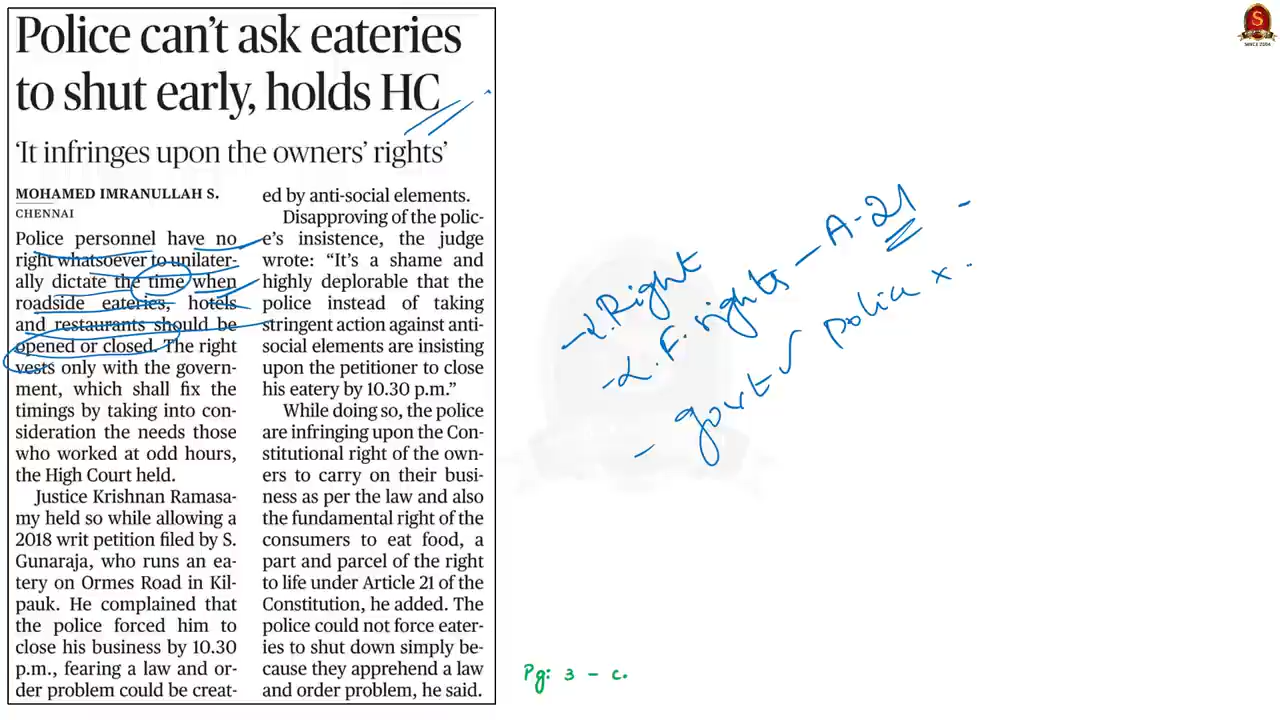 Police can't ask eateries
to shut early, holds HC
'It infringes upon the owners' rights'
MOHAMED IMRANULLAH S.
CHENNAI
Police personnel have no
right whatsoever to unilater-
ally dictate the time when
roadside eateries, hotels
and restaurants should be
opened or closed. The right
vests only with the govern-
ment, which shall fix the
timings by taking into con-
sideration the needs those
who worked at odd hours,
the High Court held.
Justice Krishnan Ramasa-
my held so while allowing a
2018 writ petition filed by S.
Gunaraja, who runs an ea-
tery on Ormes Road in Kil-
pauk. He complained that
the police forced him to
close his business by 10.30
p.m., fearing a law and or-
der problem could be creat-
ed by anti-social elements.
Disapproving of the polic-
e's insistence, the judge
wrote: “It's a shame and
highly deplorable that the
police instead of taking
stringent action against anti-
social elements are insisting
upon the petitioner to close
his eatery by 10.30 p.m.”
While doing so, the police
are infringing upon the Con-
stitutional right of the own-
ers to carry on their busi-
ness as per the law and also
the fundamental right of the
consumers to eat food, a
part and parcel of the right
to life under Article 21 of the
Constitution, he added. The
police could not force eater-
ies to shut down simply be-
cause they apprehend a law
and order problem, he said.
- L. Right
- L. F. rights - A-21 -
- govt ✓ police x .
Pg: 3 - C.
S
SINCE 2004